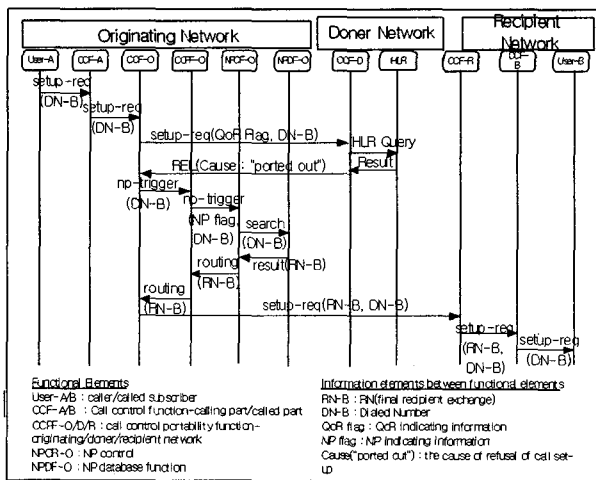 Originating Network
Doner Network
Recipient
Network
User-A
CCF-A
CCF-O
CCPF-O
NPCF-O
NPDF-O
CCF-D
HLR
CCF-R
CCF-
B
User-B
setup-req
(DN-B)
setup-req
(DN-B)
setup-req(QoR Flag, DN-B)
HLR Query
Result
REL(Cause : "ported out")
np-trigger
(DN-B)
np-trigger
(NP flag,
DN-B)
search
(DN-B)
result(RN-B)
routing
(RN-B)
routing
(RN-B)
setup-req(RN-B, DN-B)
setup-req
(RN-B,
DN-B)
setup-req
(DN-B)
Functional Elements
User-A/B : caller/called subscriber
CCF-A/B : Call control function-calling part/called part
CCPF-O/D/R : call control portability function-
originating/doner/recipient network
NPCR-O : NP control
NPDF-O : NP database function
Information elements between functional elements
RN-B : RN(final recipient exchange)
DN-B : Dialed Number
QoR flag : QoR indicating information
NP flag : NP indicating information
Cause("ported out") : the cause of refusal of call set-
up